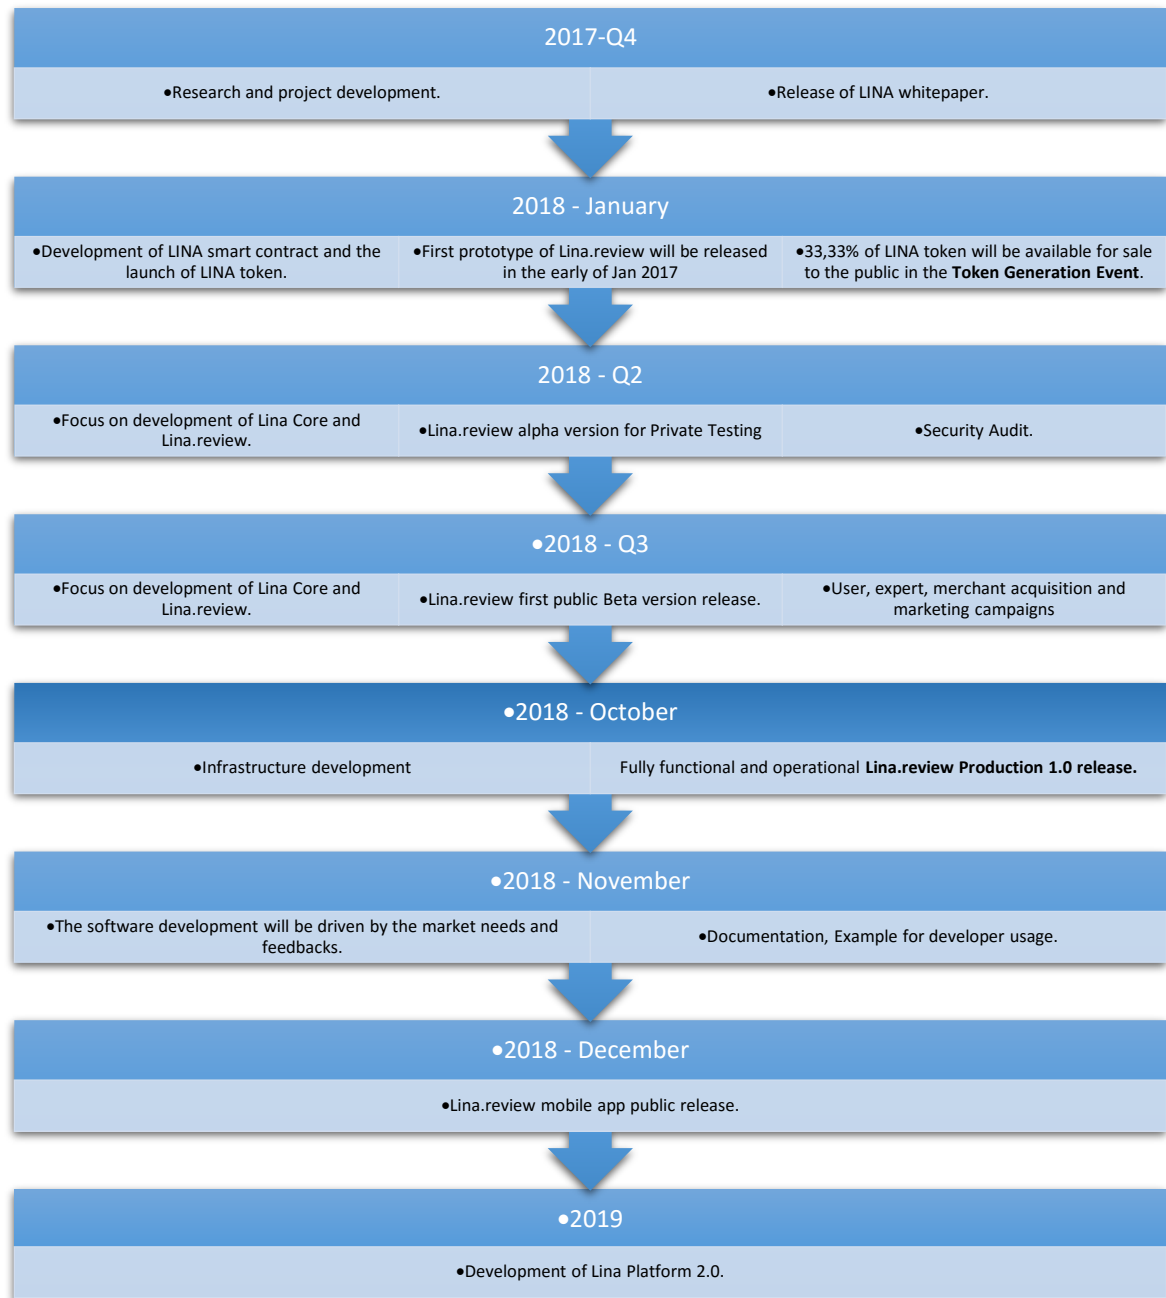 2017-Q4
•Research and project development.
•Release of LINA whitepaper.
2018 - January
•Development of LINA smart contract and the
launch of LINA token.
•First prototype of Lina.review will be released
in the early of Jan 2017
•33,33% of LINA token will be available for sale
to the public in the Token Generation Event.
2018 - Q2
•Focus on development of Lina Core and
Lina.review.
•Lina.review alpha version for Private Testing
•Security Audit.
•2018 - Q3
•Focus on development of Lina Core and
Lina.review.
•Lina.review first public Beta version release.
•User, expert, merchant acquisition and
marketing campaigns
•2018 - October
•Infrastructure development
Fully functional and operational Lina.review Production 1.0 release.
•2018 - November
•The software development will be driven by the market needs and
feedbacks.
•Documentation, Example for developer usage.
•2018 - December
•Lina.review mobile app public release.
•2019
•Development of Lina Platform 2.0.